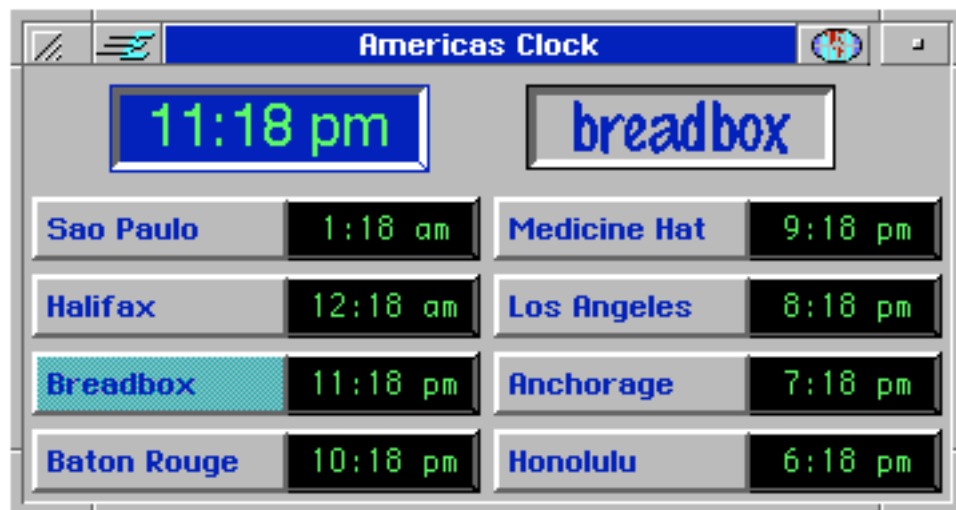 Americas Clock
11:18 pm
breadbox
Sao Paulo 1:18 am
Medicine Hat 9:18 pm
Halifax 12:18 am
Los Angeles 8:18 pm
Breadbox 11:18 pm
Anchorage 7:18 pm
Baton Rouge 10:18 pm
Honolulu 6:18 pm